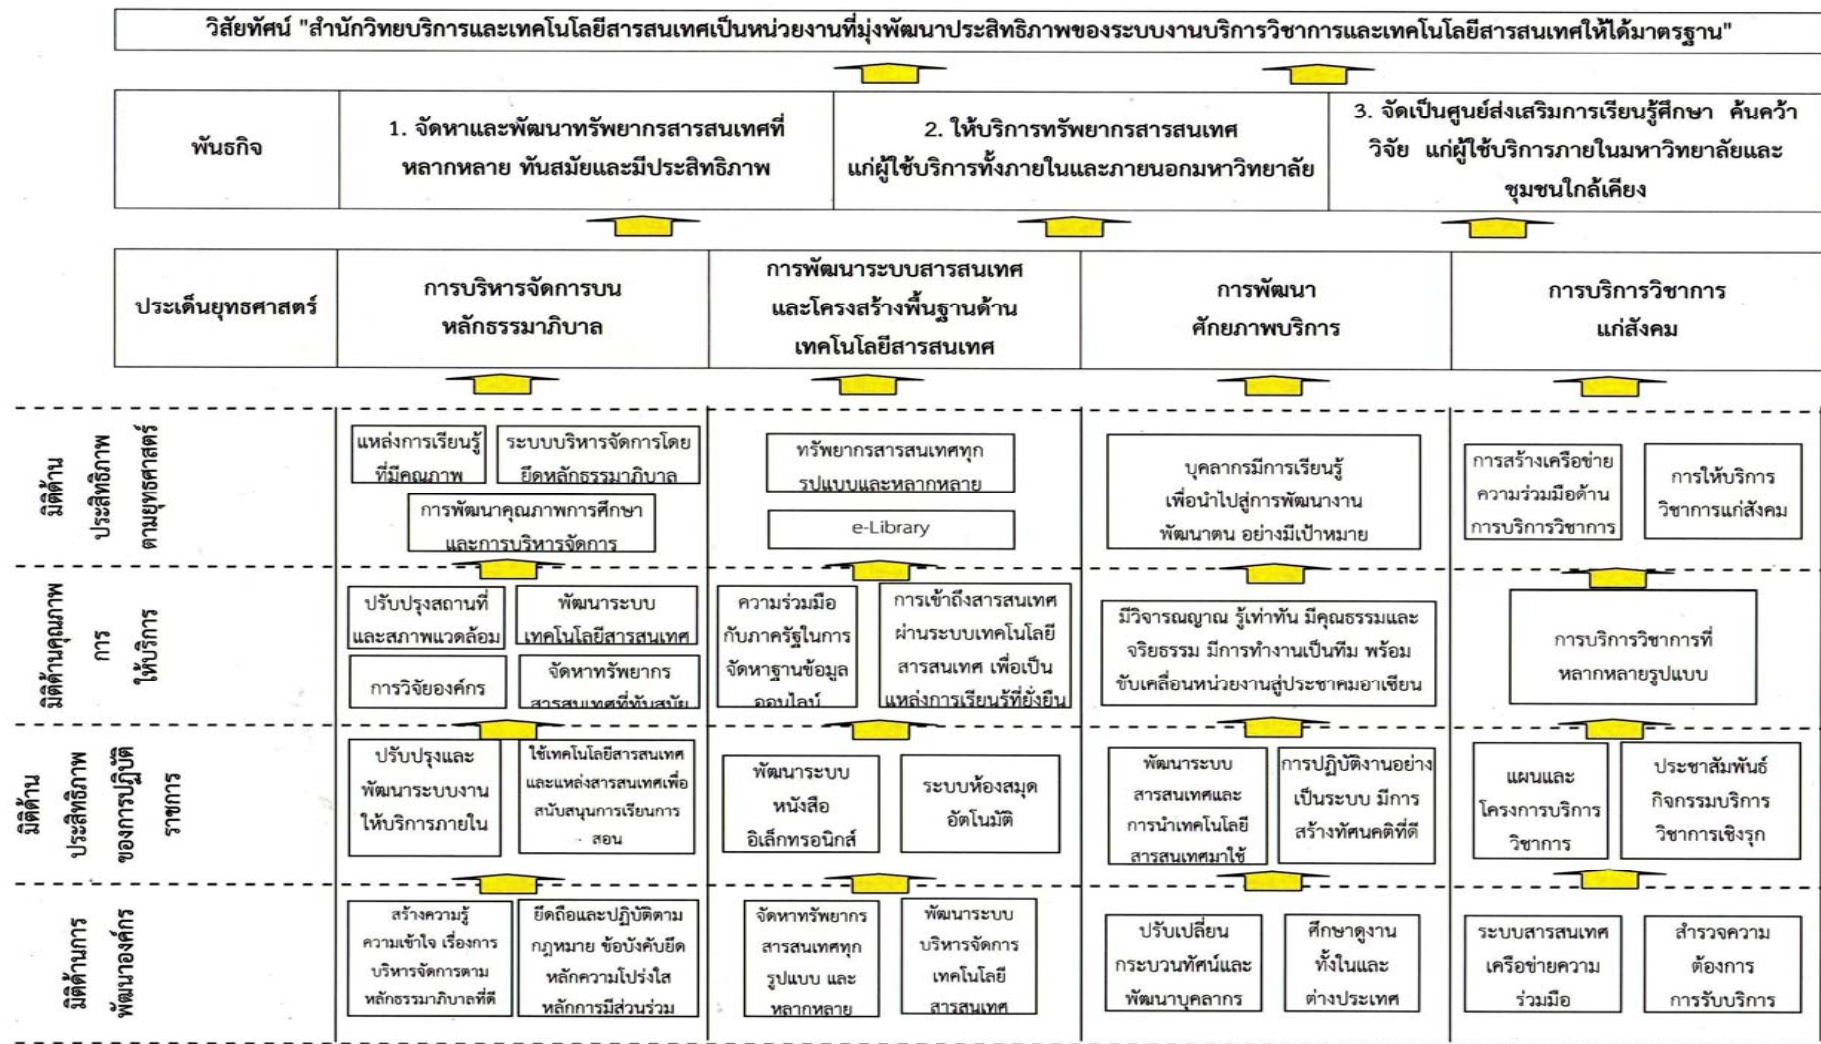 วิสัยทัศน์ "สำนักวิทยบริการและเทคโนโลยีสารสนเทศเป็นหน่วยงานที่มุ่งพัฒนาประสิทธิภาพของระบบงานบริการวิชาการและเทคโนโลยีสารสนเทศให้ได้มาตรฐาน"
พันธกิจ
1. จัดหาและพัฒนาทรัพยากรสารสนเทศที่
หลากหลาย ทันสมัยและมีประสิทธิภาพ
2. ให้บริการทรัพยากรสารสนเทศ
แก่ผู้ใช้บริการทั้งภายในและภายนอกมหาวิทยาลัย
3. จัดเป็นศูนย์ส่งเสริมการเรียนรู้ศึกษา ค้นคว้า
วิจัย แก่ผู้ใช้บริการภายในมหาวิทยาลัยและ
ชุมชนใกล้เคียง
ประเด็นยุทธศาสตร์
การบริหารจัดการบน
หลักธรรมาภิบาล
การพัฒนาระบบสารสนเทศ
และโครงสร้างพื้นฐานด้าน
เทคโนโลยีสารสนเทศ
การพัฒนา
ศักยภาพบริการ
การบริการวิชาการ
แก่สังคม
มิติด้าน
ประสิทธิภาพ
ตามยุทธศาสตร์
แหล่งการเรียนรู้
ที่มีคุณภาพ
ระบบบริหารจัดการโดย
ยึดหลักธรรมาภิบาล
การพัฒนาคุณภาพการศึกษา
และการบริหารจัดการ
ทรัพยากรสารสนเทศทุก
รูปแบบและหลากหลาย
e-Library
บุคลากรมีการเรียนรู้
เพื่อนำไปสู่การพัฒนางาน
พัฒนาตน อย่างมีเป้าหมาย
การสร้างเครือข่าย
ความร่วมมือด้าน
การบริการวิชาการ
การให้บริการ
วิชาการแก่สังคม
มิติด้านคุณภาพ
การ
ให้บริการ
ปรับปรุงสถานที่
และสภาพแวดล้อม
พัฒนาระบบ
เทคโนโลยีสารสนเทศ
การวิจัยองค์กร
จัดหาทรัพยากร
สารสนเทศที่ทันสมัย
ความร่วมมือ
กับภาครัฐในการ
จัดหาฐานข้อมูล
ออนไลน์
การเข้าถึงสารสนเทศ
ผ่านระบบเทคโนโลยี
สารสนเทศ เพื่อเป็น
แหล่งการเรียนรู้ที่ยั่งยืน
มีวิจารณญาณ รู้เท่าทัน มีคุณธรรมและ
จริยธรรม มีการทำงานเป็นทีม พร้อม
ขับเคลื่อนหน่วยงานสู่ประชาคมอาเซียน
การบริการวิชาการที่
หลากหลายรูปแบบ
มิติด้าน
ประสิทธิภาพ
ของการปฏิบัติ
ราชการ
ปรับปรุงและ
พัฒนาระบบงาน
ให้บริการภายใน
ใช้เทคโนโลยีสารสนเทศ
และแหล่งสารสนเทศเพื่อ
สนับสนุนการเรียนการ
สอน
พัฒนาระบบ
หนังสือ
อิเล็กทรอนิกส์
ระบบห้องสมุด
อัตโนมัติ
พัฒนาระบบ
สารสนเทศและ
การนำเทคโนโลยี
สารสนเทศมาใช้
การปฏิบัติงานอย่าง
เป็นระบบ มีการ
สร้างทัศนคติที่ดี
แผนและ
โครงการบริการ
วิชาการ
ประชาสัมพันธ์
กิจกรรมบริการ
วิชาการเชิงรุก
มิติด้านการ
พัฒนาองค์กร
สร้างความรู้
ความเข้าใจ เรื่องการ
บริหารจัดการตาม
หลักธรรมาภิบาลที่ดี
ยึดถือและปฏิบัติตาม
กฎหมาย ข้อบังคับยึด
หลักความโปร่งใส
หลักการมีส่วนร่วม
จัดหาทรัพยากร
สารสนเทศทุก
รูปแบบ และ
หลากหลาย
พัฒนาระบบ
บริหารจัดการ
เทคโนโลยี
สารสนเทศ
ปรับเปลี่ยน
กระบวนทัศน์และ
พัฒนาบุคลากร
ศึกษาดูงาน
ทั้งในและ
ต่างประเทศ
ระบบสารสนเทศ
เครือข่ายความ
ร่วมมือ
สำรวจความ
ต้องการ
การรับบริการ